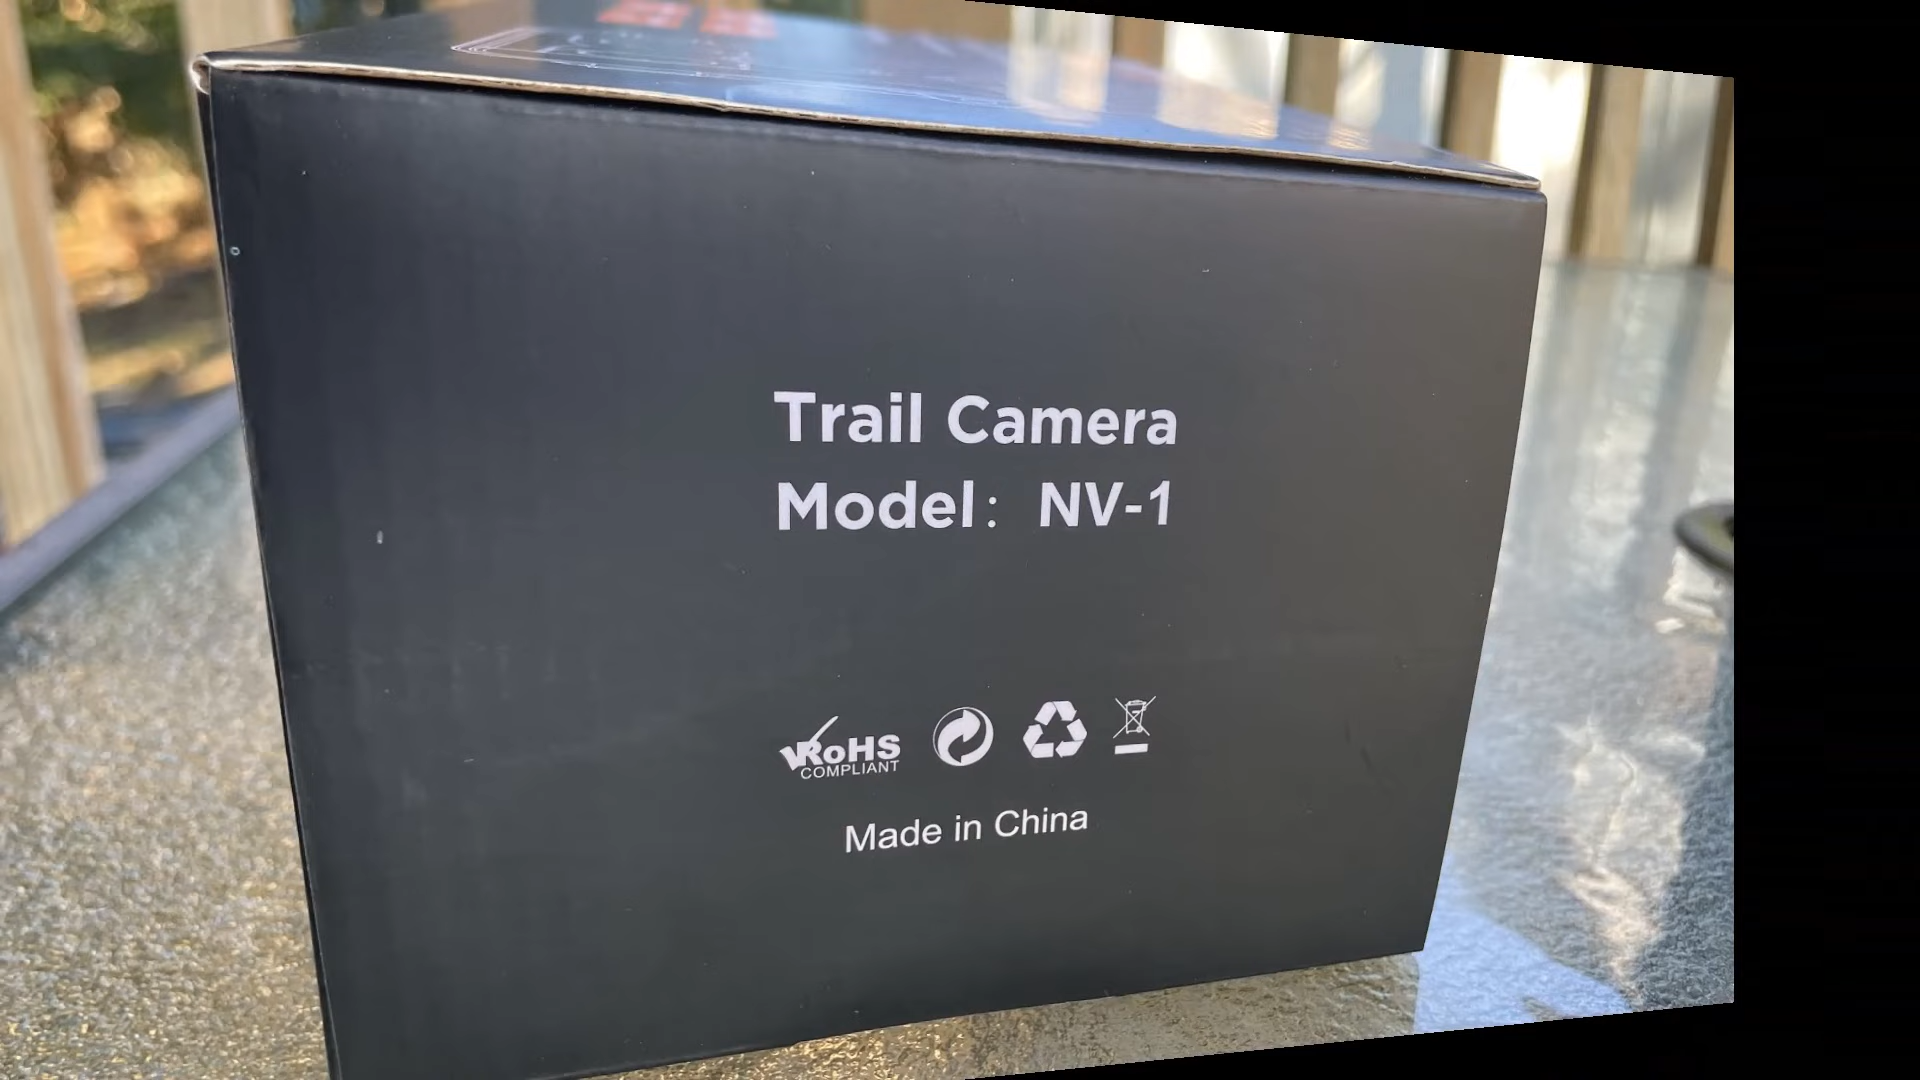 Trail Camera
Model: NV-1
RoHS
COMPLIANT
Made in China